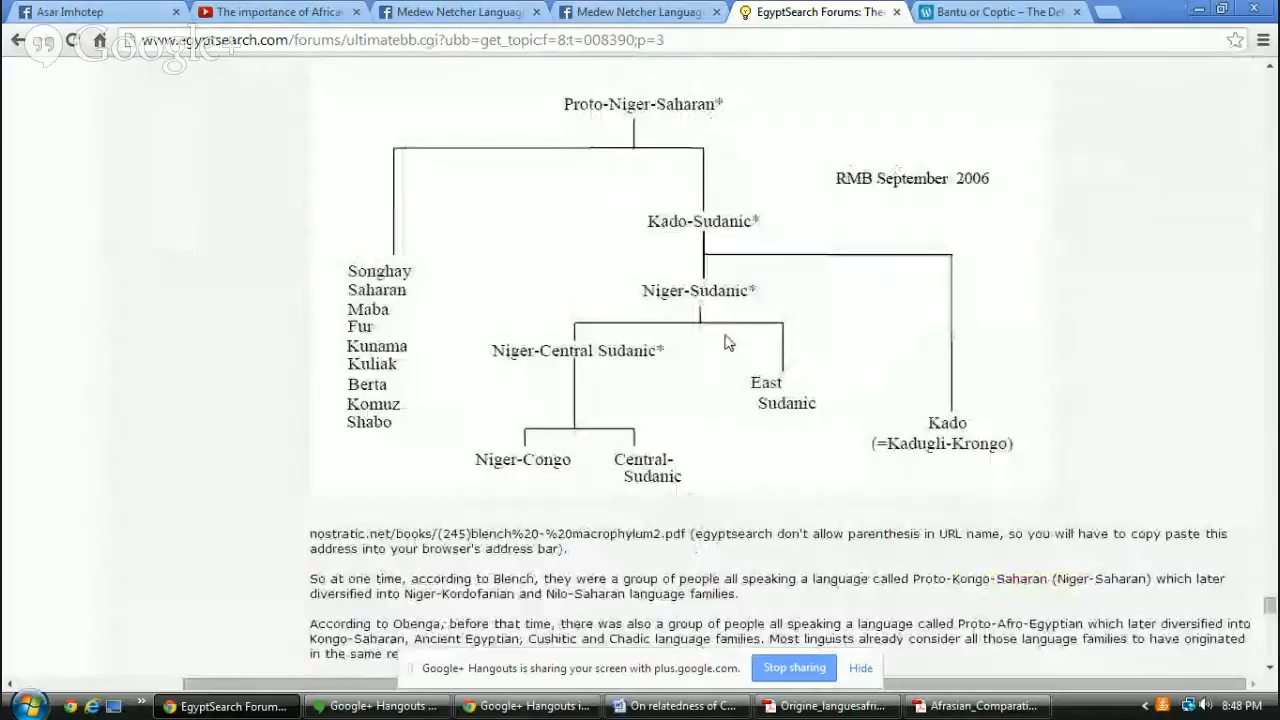 Asar Imhotep
The importance of Africa
Medew Netcher Languag
Medew Netcher Languag
EgyptSearch Forums: The
Bantu or Coptic – The De
www.egyptsearch.com/forums/ultimatebb.cgi?ubb=get_topicf=8;t=008390;p=3
Google+
Proto-Niger-Saharan*
RMB September 2006
Kado-Sudanic*
Songhay
Saharan
Maba
Fur
Kunama
Kuliak
Berta
Komuz
Shabo
Niger-Sudanic*
Niger-Central Sudanic*
East
Sudanic
Kado
(=Kadugli-Krongo)
Niger-Congo
Central-
Sudanic
nostratic.net/books/(245)blench%20-%20macrophylum2.pdf (egyptsearch don't allow parenthesis in URL name, so you will have to copy paste this
address into your browser's address bar).
So at one time, according to Blench, they were a group of people all speaking a language called Proto-Kongo-Saharan (Niger-Saharan) which later
diversified into Niger-Kordofanian and Nilo-Saharan language families.
According to Obenga, before that time, there was also a group of people all speaking a language called Proto-Afro-Egyptian which later diversified into
Kongo-Saharan, Ancient Egyptian, Cushitic and Chadic language families. Most linguists already consider all those language families to have originated
in the same re
Google+ Hangouts is sharing your screen with plus.google.com.
Stop sharing
Hide
EgyptSearch Forum...
Google+ Hangouts ...
Google+ Hangouts i...
On relatedness of C...
Origine_languesafri...
Afrasian_Comparati...
8:48 PM